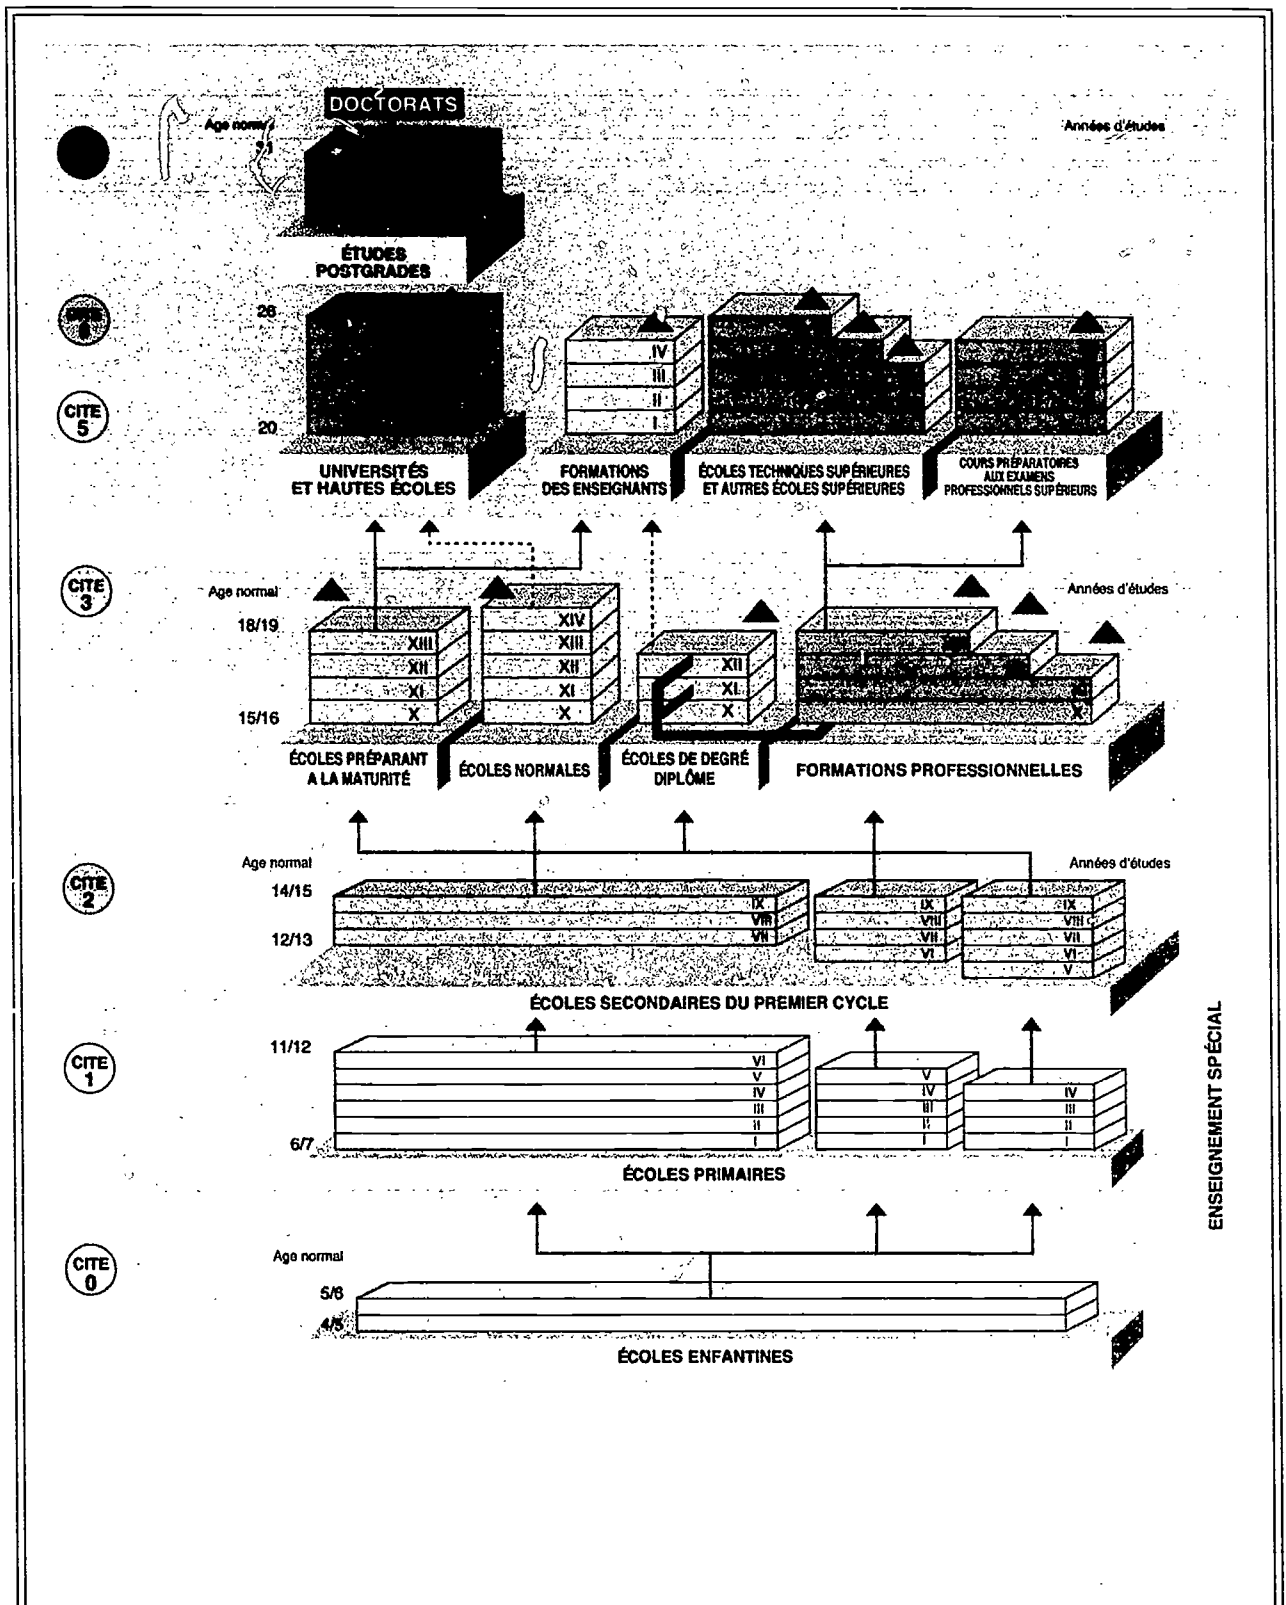 DOCTORATS
Années d'études
ÉTUDES
POSTGRADES
26
IV
III
II
I
CITE
5
20
UNIVERSITÉS
ET HAUTES ÉCOLES
FORMATIONS
DES ENSEIGNANTS
ÉCOLES TECHNIQUES SUPÉRIEURES
ET AUTRES ÉCOLES SUPÉRIEURES
COURS PRÉPARATOIRES
AUX EXAMENS
PROFESSIONNELS SUPÉRIEURS
CITE
3
Age normal
Années d'études
18/19
XIII
XII
XI
X
XIV
XIII
XII
XI
X
XII
XI
X
XI
X
15/16
ÉCOLES PRÉPARANT
A LA MATURITÉ
ÉCOLES NORMALES
ÉCOLES DE DEGRÉ
DIPLÔME
FORMATIONS PROFESSIONNELLES
CITE
2
Age normal
Années d'études
14/15
IX
VIII
VII
IX
VIII
VII
VI
IX
VIII
VII
VI
V
12/13
ÉCOLES SECONDAIRES DU PREMIER CYCLE
CITE
1
11/12
VI
V
IV
III
II
I
V
IV
III
II
I
IV
III
II
I
6/7
ÉCOLES PRIMAIRES
ENSEIGNEMENT SPÉCIAL
CITE
0
Age normal
5/6
4/5
ÉCOLES ENFANTINES